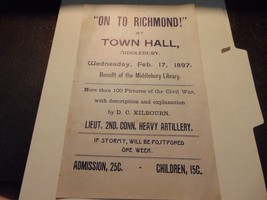 "ON TO RICHMOND!"
AT
TOWN HALL,
MIDDLEBURY.
Wednesday, Feb. 17, 1897.
Benefit of the Middlebury Library.
More than 100 Pictures of the Civil War,
with description and explanation
by D. C. KILBOURN,
LIEUT. 2ND. CONN. HEAVY ARTILLERY.
IF STORMY, WILL BE POSTPONED
ONE WEEK.
ADMISSION, 25C. - CHILDREN, 15C.